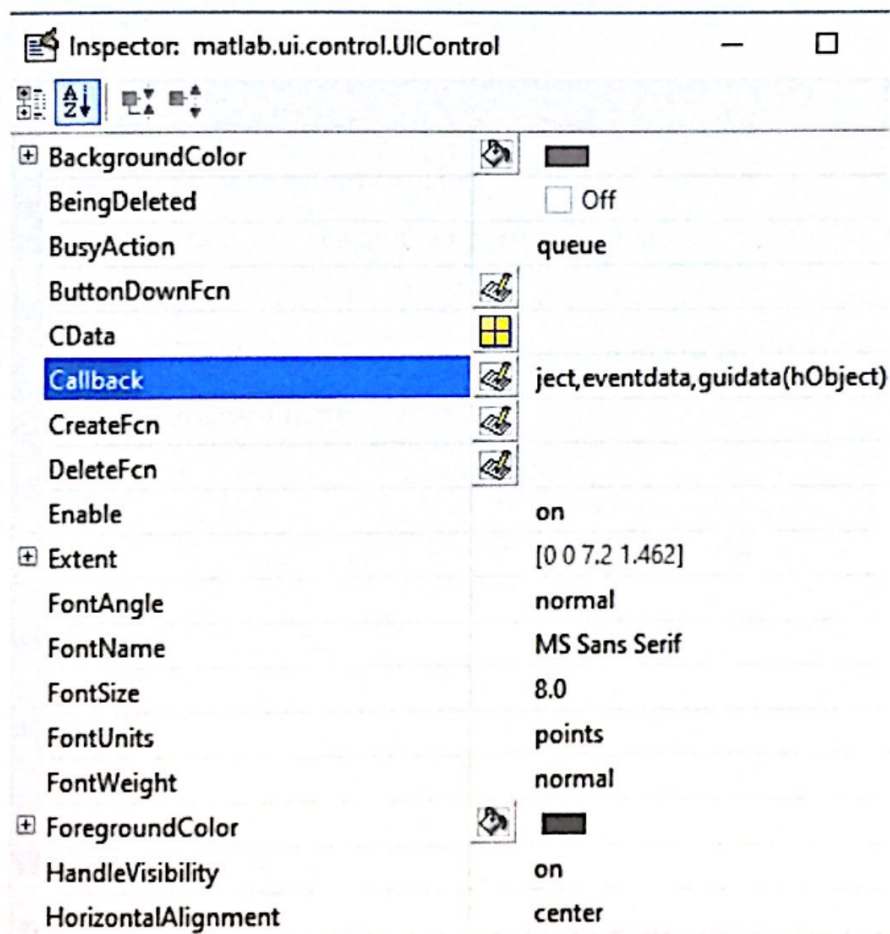 Inspector: matlab.ui.control.UIControl
A
Z
BackgroundColor
BeingDeleted Off
BusyAction queue
ButtonDownFcn
CData
Callback ject,eventdata,guidata(hObject)
CreateFcn
DeleteFcn
Enable on
Extent [0 0 7.2 1.462]
FontAngle normal
FontName MS Sans Serif
FontSize 8.0
FontUnits points
FontWeight normal
ForegroundColor
HandleVisibility on
HorizontalAlignment center